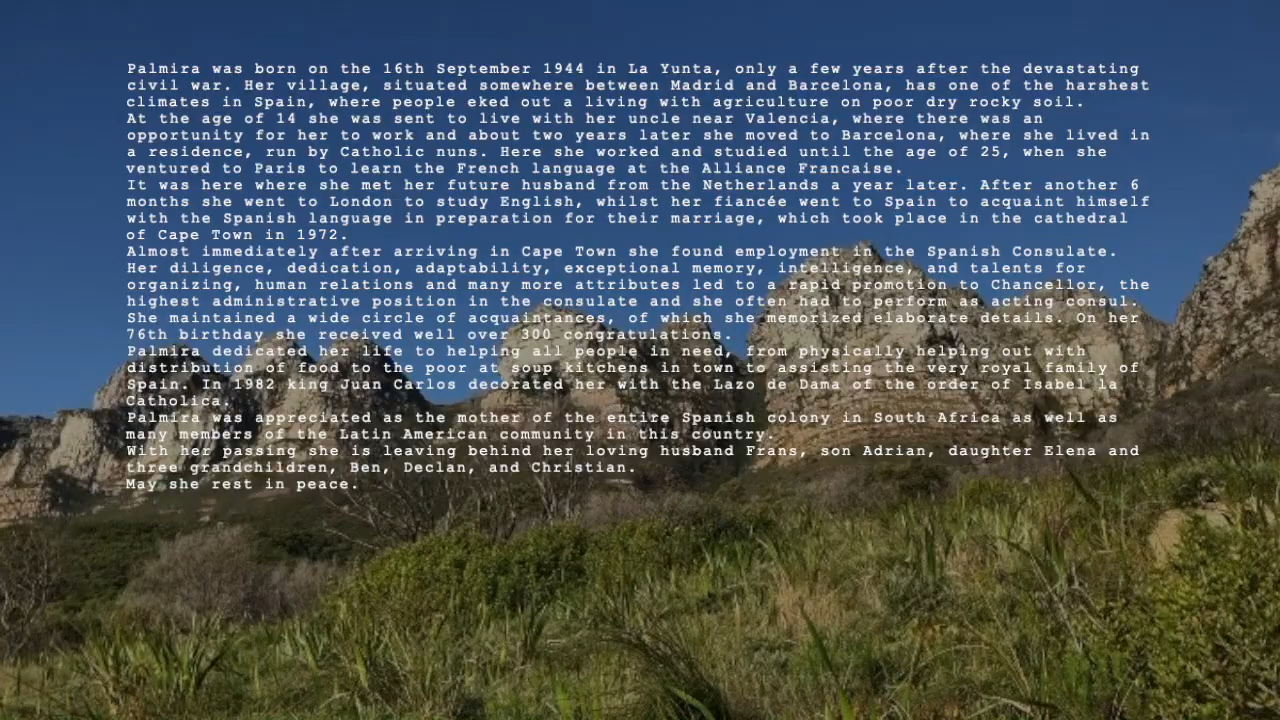 Palmira was born on the 16th September 1944 in La Yunta, only a few years after the devastating
civil war. Her village, situated somewhere between Madrid and Barcelona, has one of the harshest
climates in Spain, where people eked out a living with agriculture on poor dry rocky soil.
At the age of 14 she was sent to live with her uncle near Valencia, where there was an
opportunity for her to work and about two years later she moved to Barcelona, where she lived in
a residence, run by Catholic nuns. Here she worked and studied until the age of 25, when she
ventured to Paris to learn the French language at the Alliance Francaise.
It was here where she met her future husband from the Netherlands a year later. After another 6
months she went to London to study English, whilst her fiancée went to Spain to acquaint himself
with the Spanish language in preparation for their marriage, which took place in the cathedral
of Cape Town in 1972.
Almost immediately after arriving in Cape Town she found employment in the Spanish Consulate.
Her diligence, dedication, adaptability, exceptional memory, intelligence, and talents for
organizing, human relations and many more attributes led to a rapid promotion to Chancellor, the
highest administrative position in the consulate and she often had to perform as acting consul.
She maintained a wide circle of acquaintances, of which she memorized elaborate details. On her
76th birthday she received well over 300 congratulations.
Palmira dedicated her life to helping all people in need, from physically helping out with
distribution of food to the poor at soup kitchens in town to assisting the very royal family of
Spain. In 1982 king Juan Carlos decorated her with the Lazo de Dama of the order of Isabel la
Catholica.
Palmira was appreciated as the mother of the entire Spanish colony in South Africa as well as
many members of the Latin American community in this country.
With her passing she is leaving behind her loving husband Frans, son Adrian, daughter Elena and
three grandchildren, Ben, Declan, and Christian.
May she rest in peace.